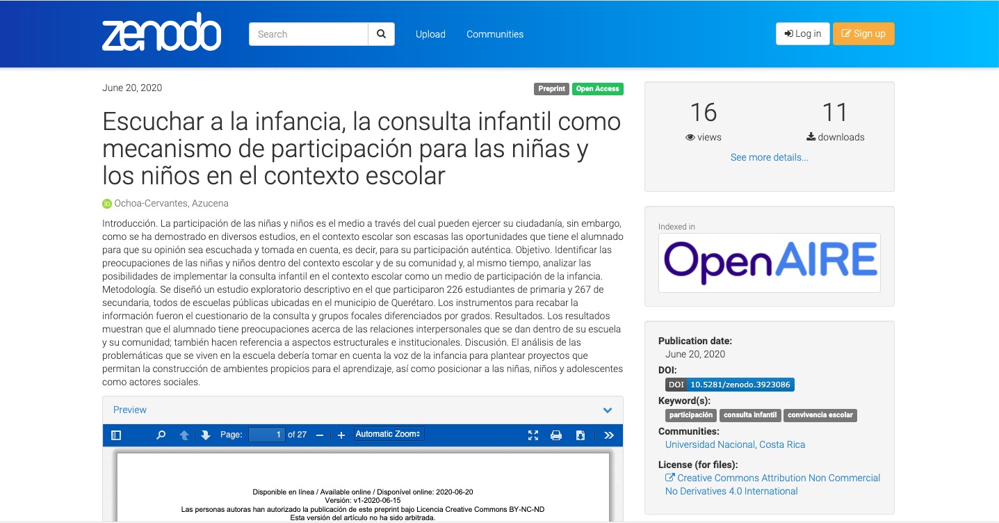 zenodo
Search
Upload
Communities
Log in
Sign up
June 20, 2020
Preprint
Open Access
Escuchar a la infancia, la consulta infantil como
mecanismo de participación para las niñas y
los niños en el contexto escolar
iD Ochoa-Cervantes, Azucena
Introducción. La participación de las niñas y niños es el medio a través del cual pueden ejercer su ciudadanía, sin embargo,
como se ha demostrado en diversos estudios, en el contexto escolar son escasas las oportunidades que tiene el alumnado
para que su opinión sea escuchada y tomada en cuenta, es decir, para su participación auténtica. Objetivo. Identificar las
preocupaciones de las niñas y niños dentro del contexto escolar y de su comunidad y, al mismo tiempo, analizar las
posibilidades de implementar la consulta infantil en el contexto escolar como un medio de participación de la infancia.
Metodología. Se diseñó un estudio exploratorio descriptivo en el que participaron 226 estudiantes de primaria y 267 de
secundaria, todos de escuelas públicas ubicadas en el municipio de Querétaro. Los instrumentos para recabar la
información fueron el cuestionario de la consulta y grupos focales diferenciados por grados. Resultados. Los resultados
muestran que el alumnado tiene preocupaciones acerca de las relaciones interpersonales que se dan dentro de su escuela
y su comunidad; también hacen referencia a aspectos estructurales e institucionales. Discusión. El análisis de las
problemáticas que se viven en la escuela debería tomar en cuenta la voz de la infancia para plantear proyectos que
permitan la construcción de ambientes propicios para el aprendizaje, así como posicionar a las niñas, niños y adolescentes
como actores sociales.
Preview
Page: 1 of 27
Automatic Zoom
Disponible en línea / Available online / Disponível online: 2020-06-20
Versión: v1-2020-06-15
Las personas autoras han autorizado la publicación de este preprint bajo Licencia Creative Commons BY-NC-ND
Esta versión del artículo no ha sido arbitrada.
16
views
11
downloads
See more details...
Indexed in
OpenAIRE
Publication date:
June 20, 2020
DOI:
DOI 10.5281/zenodo.3923086
Keyword(s):
participación
consulta infantil
convivencia escolar
Communities:
Universidad Nacional, Costa Rica
License (for files):
Creative Commons Attribution Non Commercial
No Derivatives 4.0 International